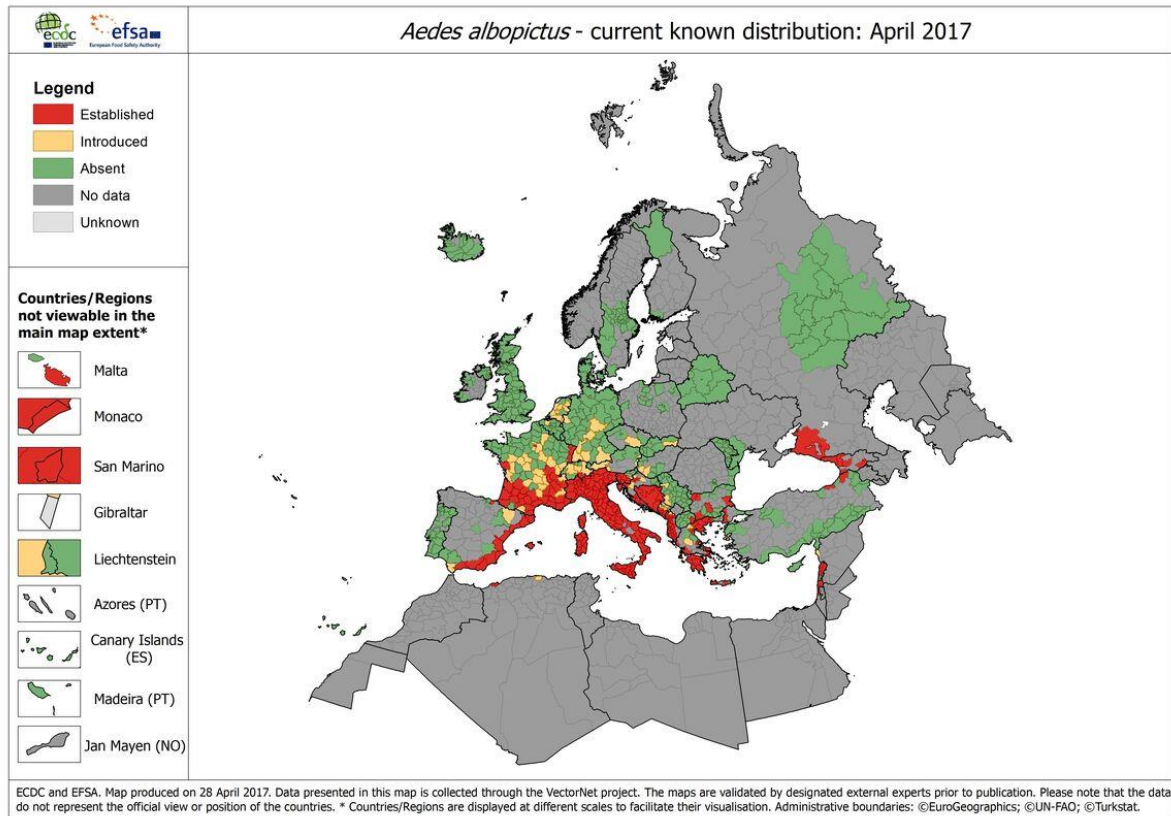 ecdc
efsa
European Food Safety Authority
Aedes albopictus - current known distribution: April 2017
Legend
Established
Introduced
Absent
No data
Unknown
Countries/Regions
not viewable in the
main map extent*
Malta
Monaco
San Marino
Gibraltar
Liechtenstein
Azores (PT)
Canary Islands
(ES)
Madeira (PT)
Jan Mayen (NO)
ECDC and EFSA. Map produced on 28 April 2017. Data presented in this map is collected through the VectorNet project. The maps are validated by designated external experts prior to publication. Please note that the data
do not represent the official view or position of the countries. * Countries/Regions are displayed at different scales to facilitate their visualisation. Administrative boundaries: ©EuroGeographics; ©UN-FAO; ©Turkstat.